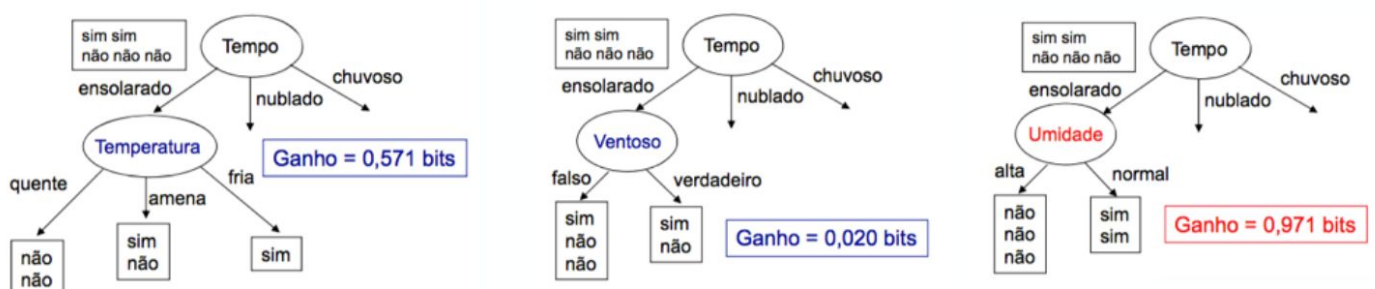 sim sim
não não não
Tempo
ensolarado
nublado
chuvoso
Temperatura
Ganho = 0,571 bits
quente
amena
fria
não
não
sim
não
sim
sim sim
não não não
Tempo
ensolarado
nublado
chuvoso
Ventoso
falso
verdadeiro
sim
não
não
sim
não
Ganho = 0,020 bits
sim sim
não não não
Tempo
ensolarado
nublado
chuvoso
Umidade
alta
normal
não
não
não
sim
sim
Ganho = 0,971 bits